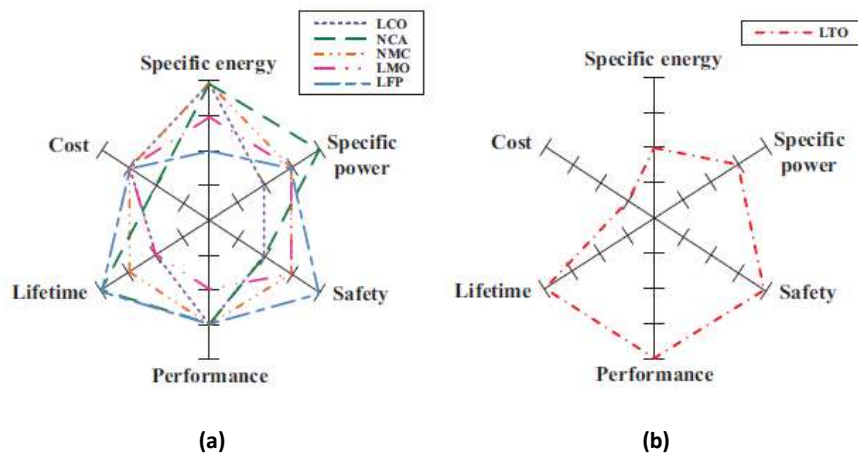 LCO
NCA
NMC
LMO
LFP
Specific energy
Cost
Specific
power
Lifetime
Safety
Performance
(a)
LTO
Specific energy
Cost
Specific
power
Lifetime
Safety
Performance
(b)